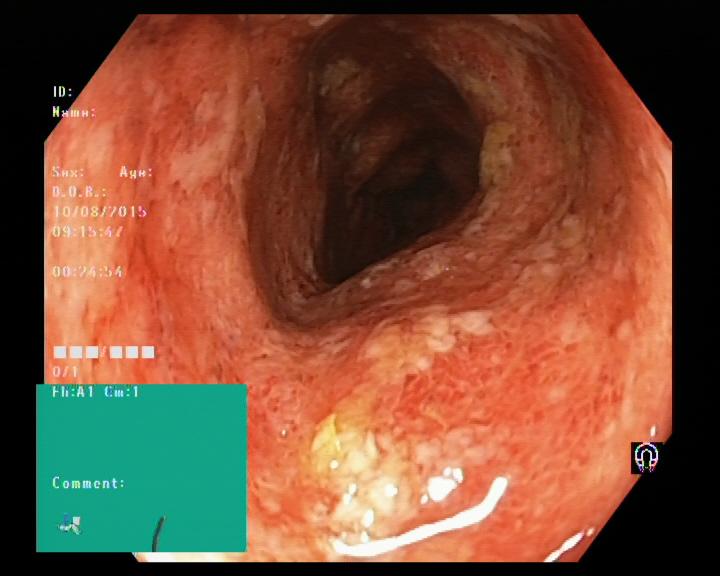 ID:
Name:
Sex: Age:
D.O.B.:
10/08/2015
09:15:47
00:24:54
0/1
Eh:A1 Cm:1
Comment: